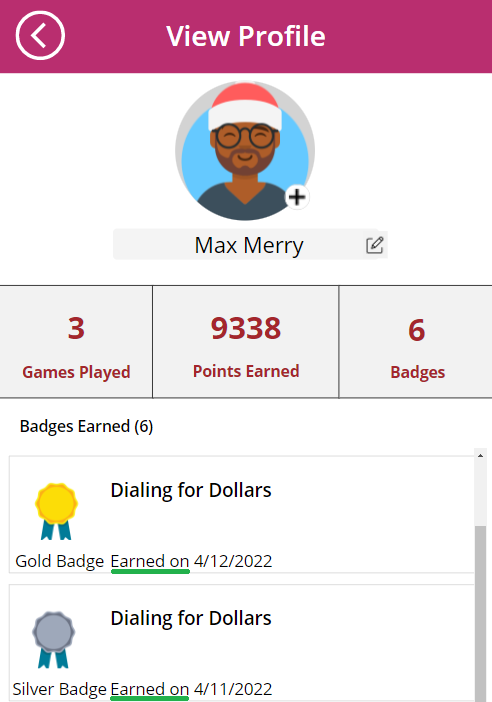 View Profile
Max Merry
3 9338 6
Games Played Points Earned Badges
Badges Earned (6)
Dialing for Dollars
Gold Badge Earned on 4/12/2022
Dialing for Dollars
Silver Badge Earned on 4/11/2022